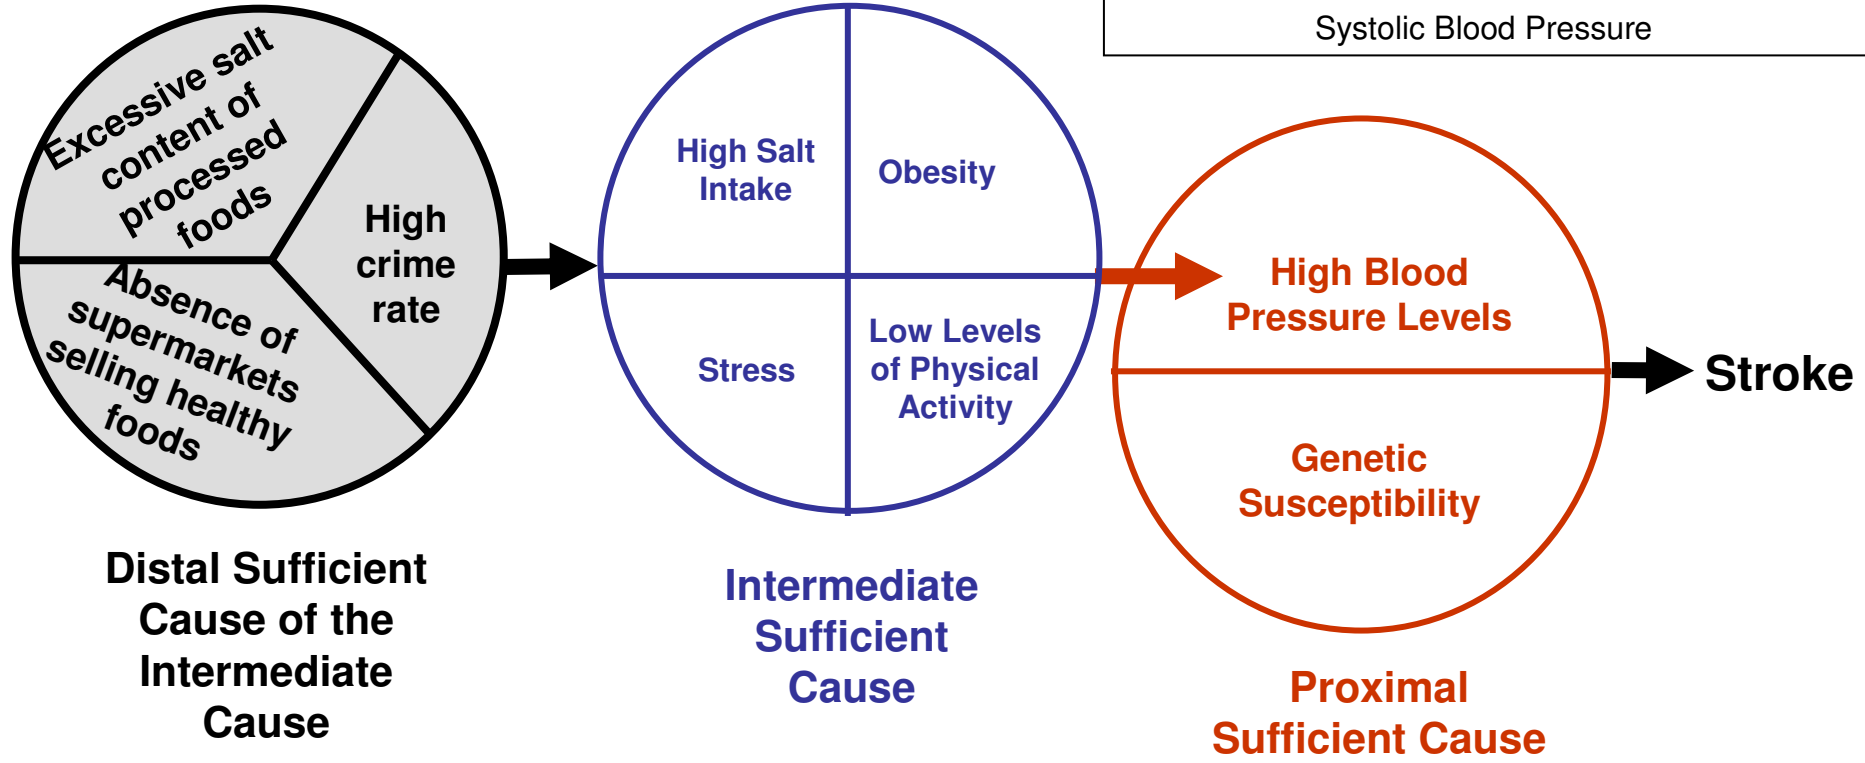 Systolic Blood Pressure
Excessive salt
content of
processed
foods
High
crime
rate
Absence of
supermarkets
selling healthy
foods
High Salt
Intake
Obesity
Stress
Low Levels
of Physical
Activity
High Blood
Pressure Levels
Genetic
Susceptibility
Stroke
Distal Sufficient
Cause of the
Intermediate
Cause
Intermediate
Sufficient
Cause
Proximal
Sufficient Cause